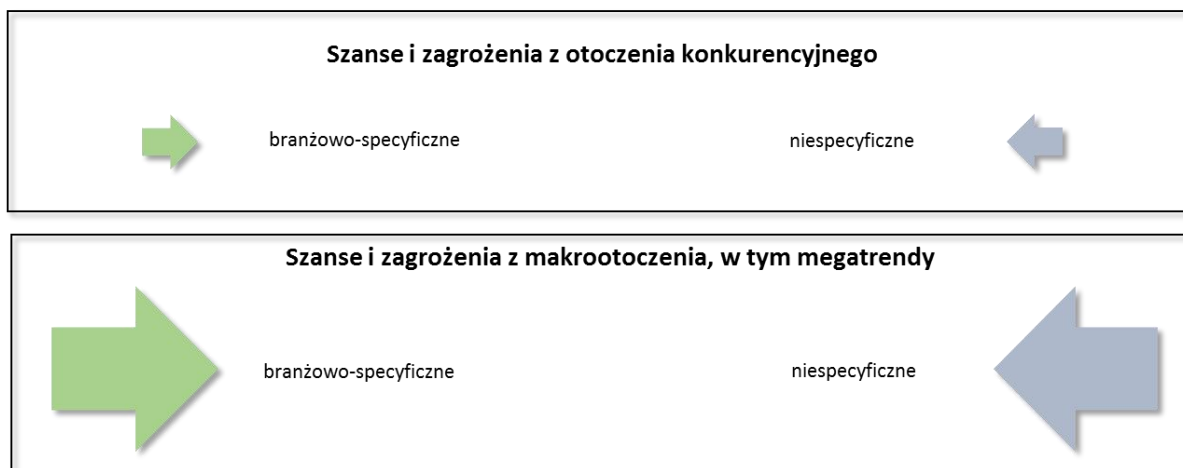 Szanse i zagrożenia z otoczenia konkurencyjnego
branżowo-specyficzne
niespecyficzne
Szanse i zagrożenia z makrootoczenia, w tym megatrendy
branżowo-specyficzne
niespecyficzne